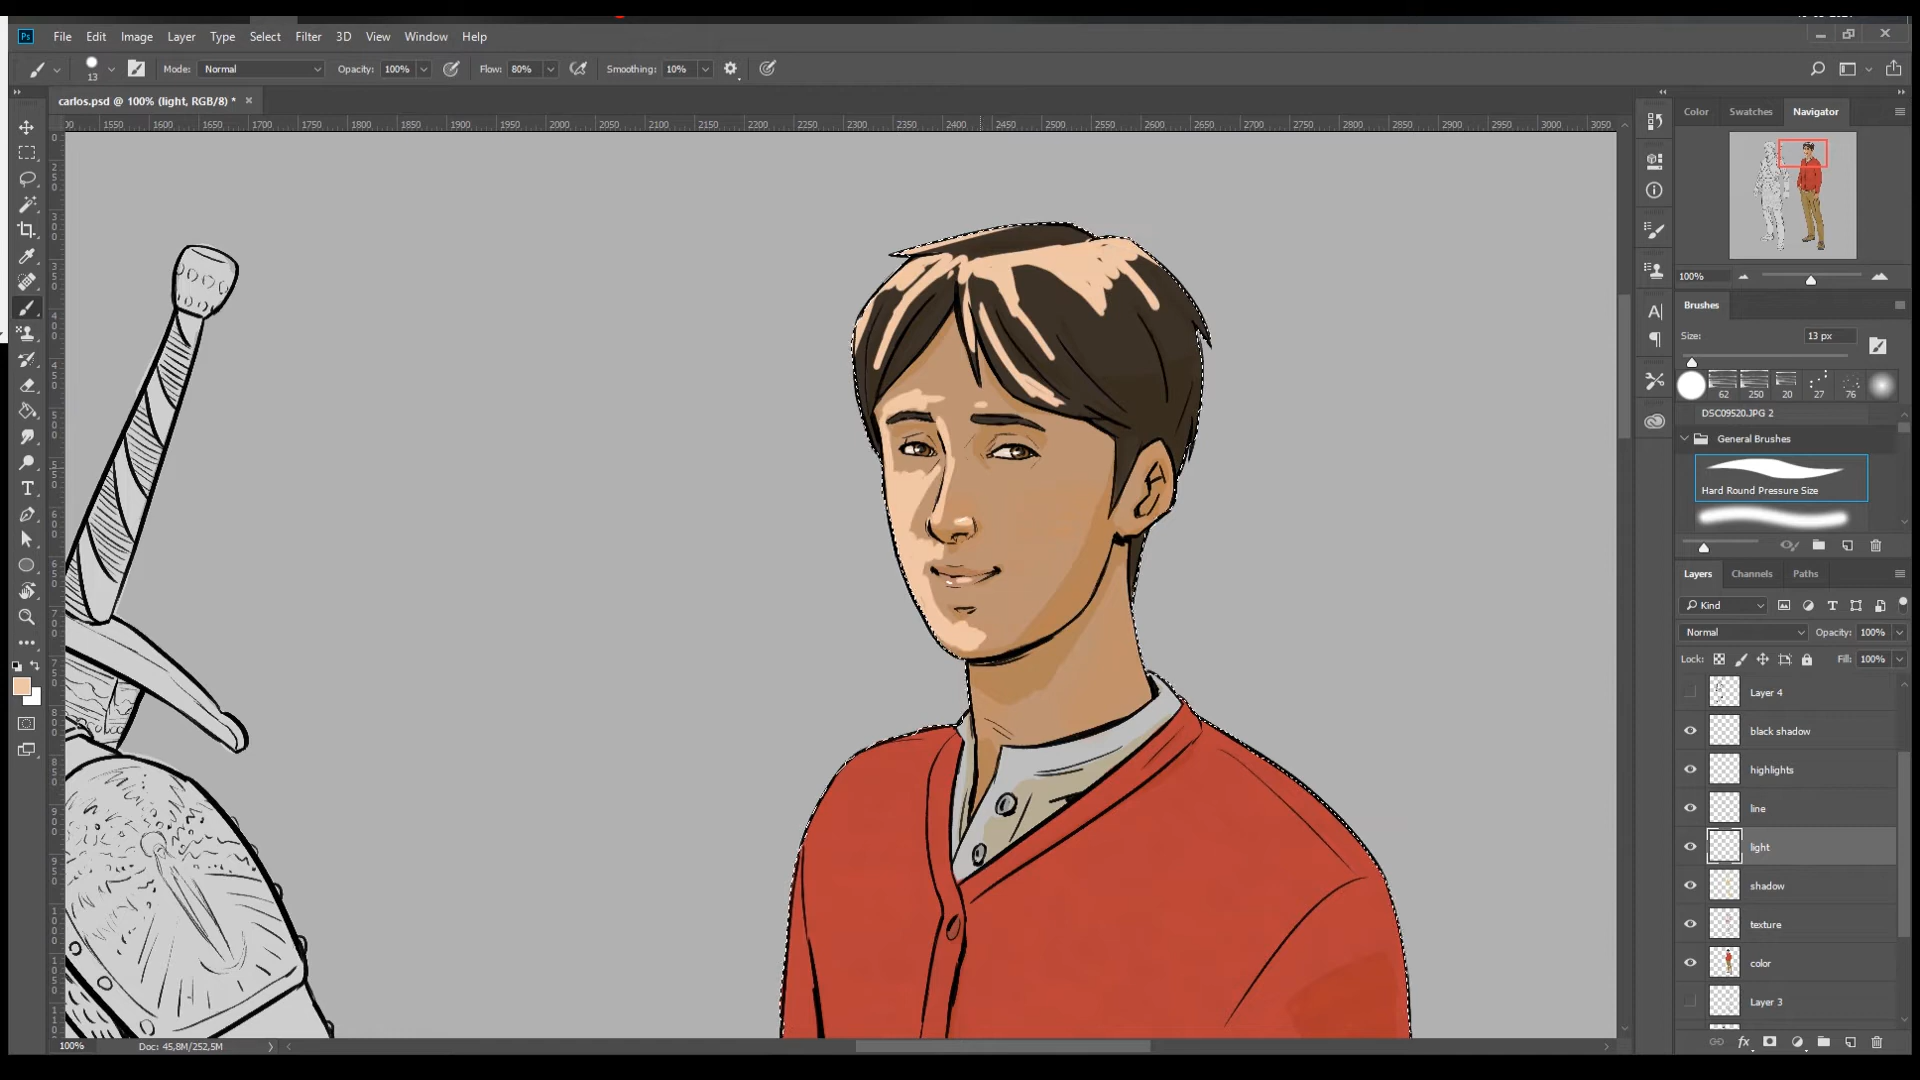 Ps File Edit Image Layer Type Select Filter 3D View Window Help
13 Mode: Normal Opacity: 100% Flow: 80% Smoothing: 10%
carlos.psd @ 100% (light, RGB/8) * ×
1550 1600 1650 1700 1750 1800 1850 1900 1950 2000 2050 2100 2150 2200 2250 2300 2350 2400 2450 2500 2550 2600 2650 2700 2750 2800 2850 2900 2950 3000 3050
Color Swatches Navigator
100%
Brushes
Size: 13 px
62 250 20 27 76
DSC09520.JPG 2
General Brushes
Hard Round Pressure Size
Layers Channels Paths
Kind
Normal Opacity: 100%
Lock: Fill: 100%
Layer 4
black shadow
highlights
line
light
shadow
texture
color
Layer 3
fx
100% Doc: 45,8M/252,5M